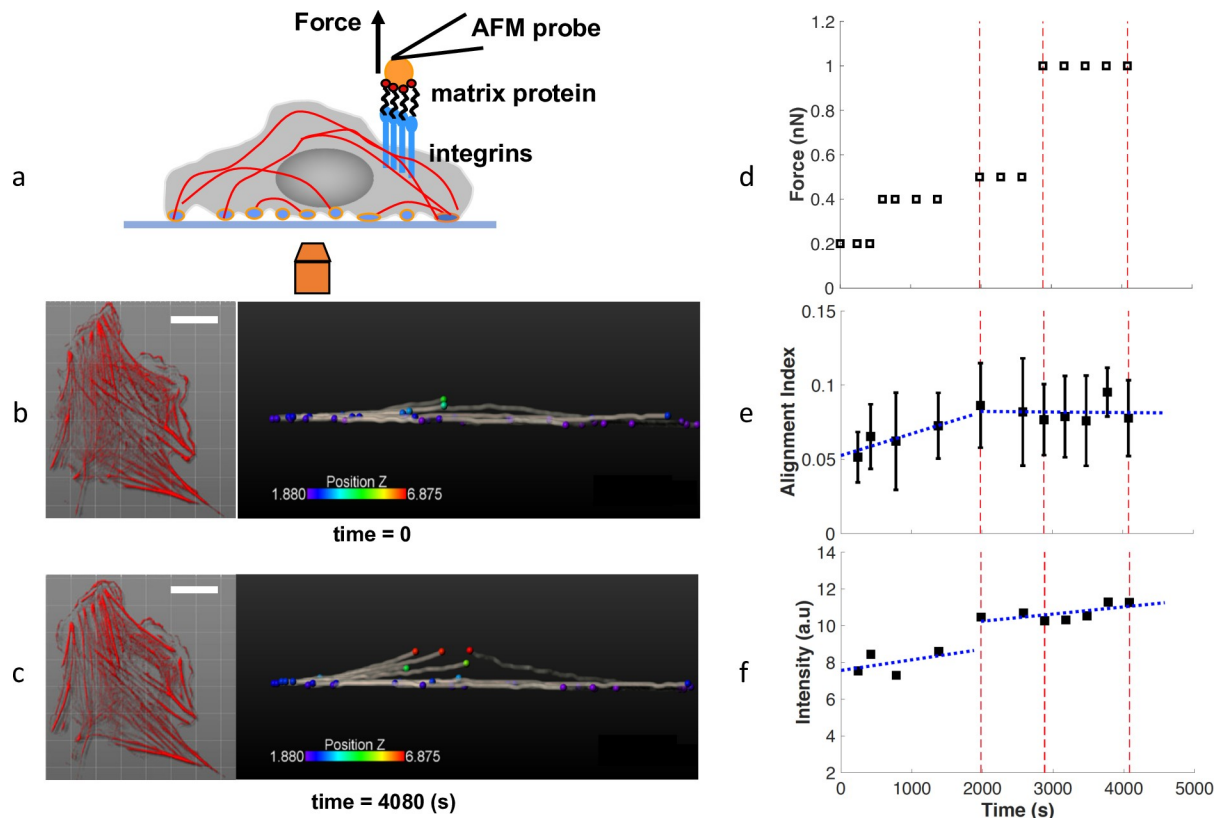 Force
AFM probe
matrix protein
integrins
a
b
Position Z
1.880 6.875
time = 0
c
Position Z
1.880 6.875
time = 4080 (s)
d
Force (nN)
1.2
1
0.8
0.6
0.4
0.2
0
e
Alignment Index
0.15
0.1
0.05
0
f
Intensity (a.u)
14
12
10
8
6
4
2
0 1000 2000 3000 4000 5000
Time (s)